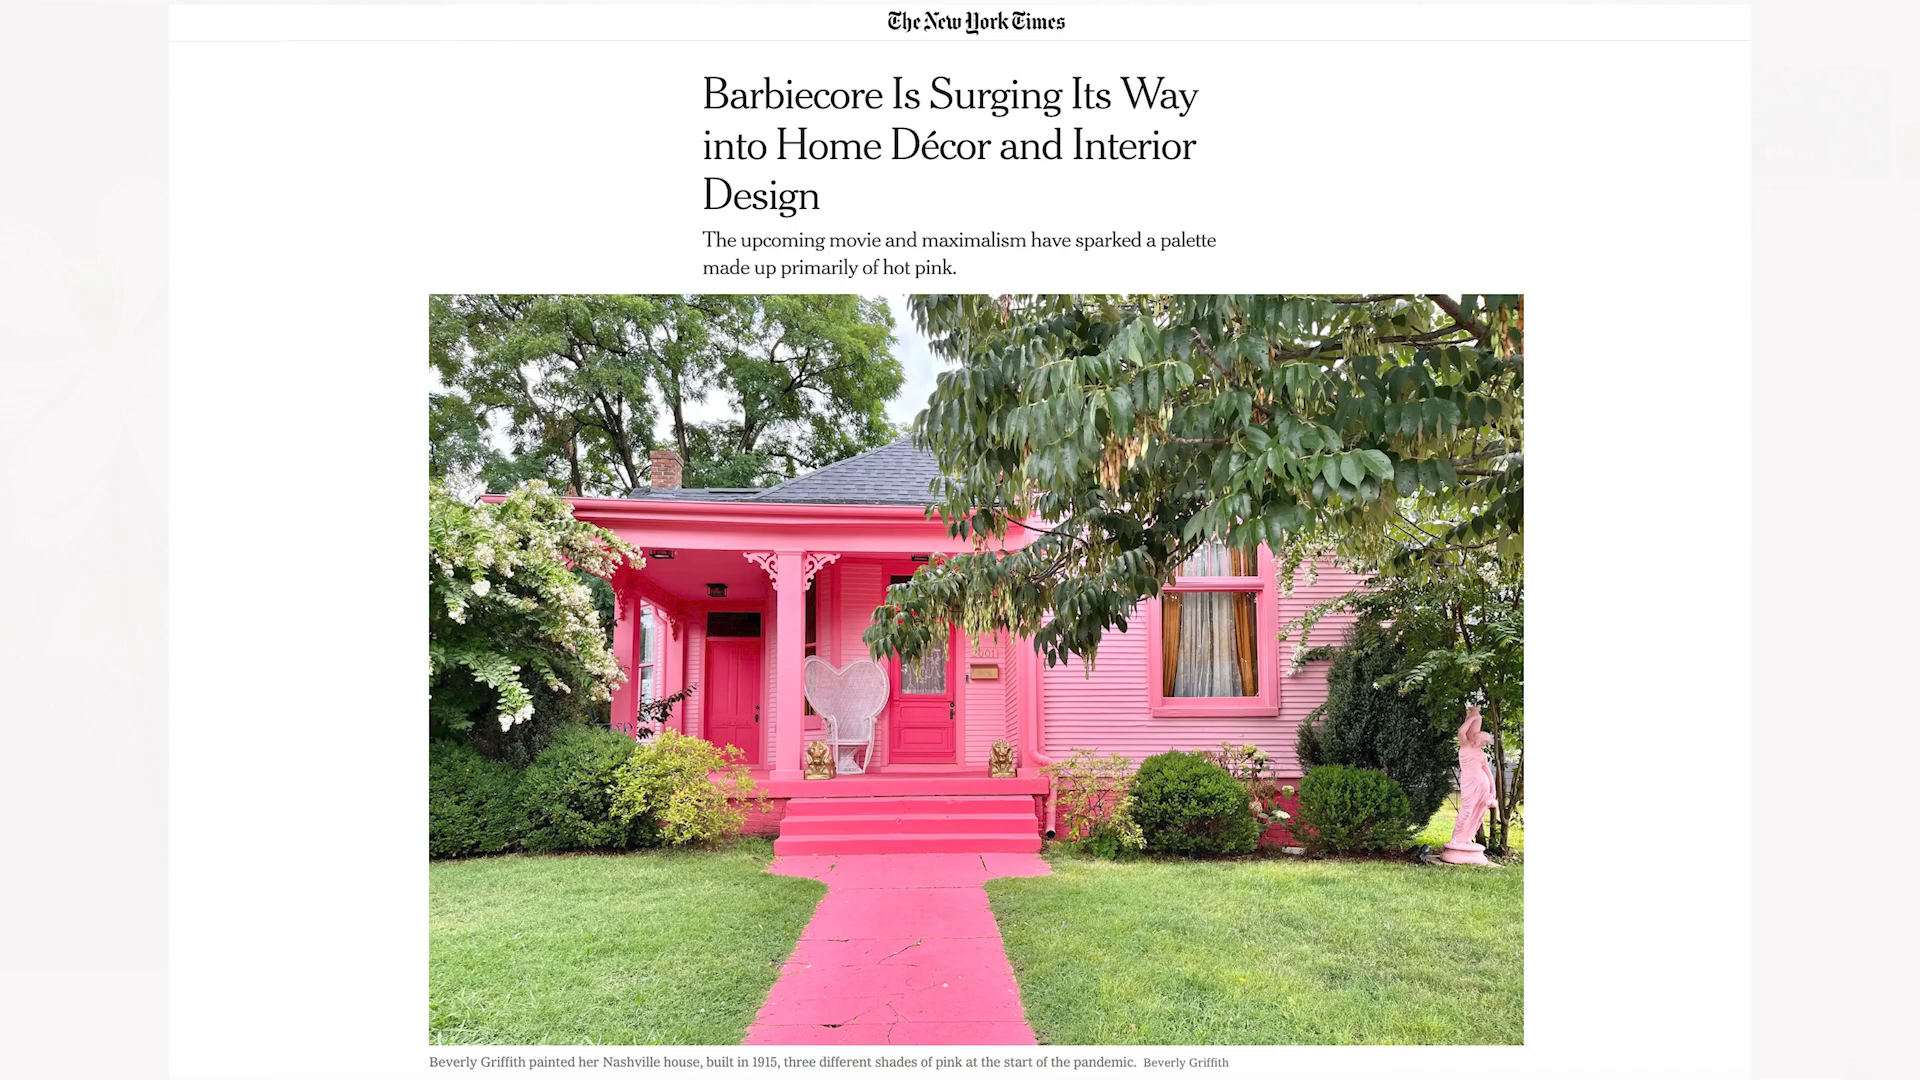 The New York Times
Barbiecore Is Surging Its Way
into Home Décor and Interior
Design
The upcoming movie and maximalism have sparked a palette
made up primarily of hot pink.
2001
Beverly Griffith painted her Nashville house, built in 1915, three different shades of pink at the start of the pandemic. Beverly Griffith